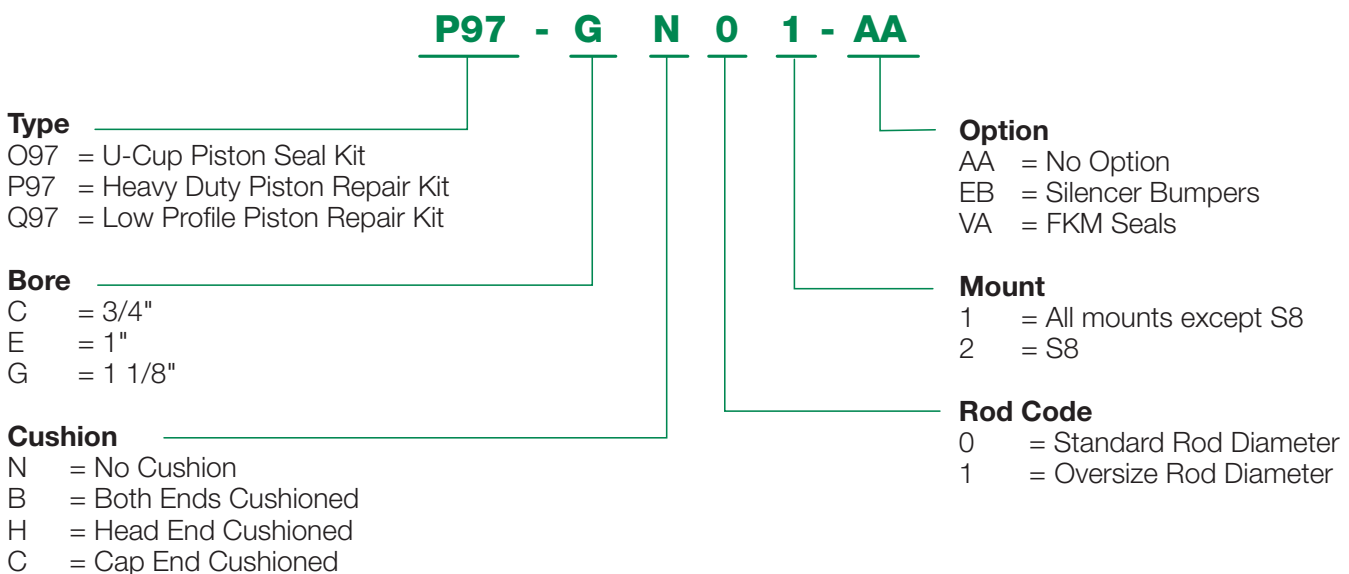 P97 - G N 0 1 - AA
Type
O97 = U-Cup Piston Seal Kit
P97 = Heavy Duty Piston Repair Kit
Q97 = Low Profile Piston Repair Kit
Bore
C = 3/4"
E = 1"
G = 1 1/8"
Cushion
N = No Cushion
B = Both Ends Cushioned
H = Head End Cushioned
C = Cap End Cushioned
Option
AA = No Option
EB = Silencer Bumpers
VA = FKM Seals
Mount
1 = All mounts except S8
2 = S8
Rod Code
0 = Standard Rod Diameter
1 = Oversize Rod Diameter